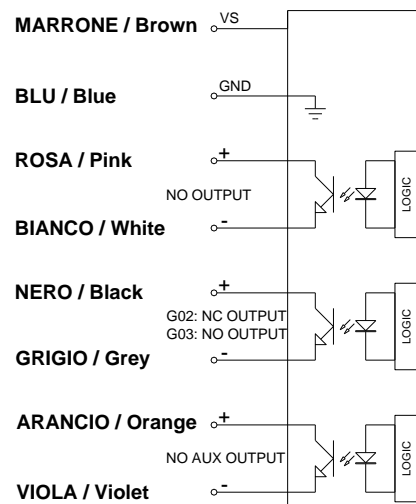 MARRONE / Brown VS
BLU / Blue GND
ROSA / Pink +
NO OUTPUT
LOGIC
BIANCO / White -
NERO / Black +
G02: NC OUTPUT
G03: NO OUTPUT
LOGIC
GRIGIO / Grey -
ARANCIO / Orange +
NO AUX OUTPUT
LOGIC
VIOLA / Violet -